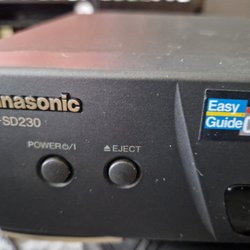 anasonic
-SD230
POWER ⏻/I
⏏ EJECT
Easy
Guide